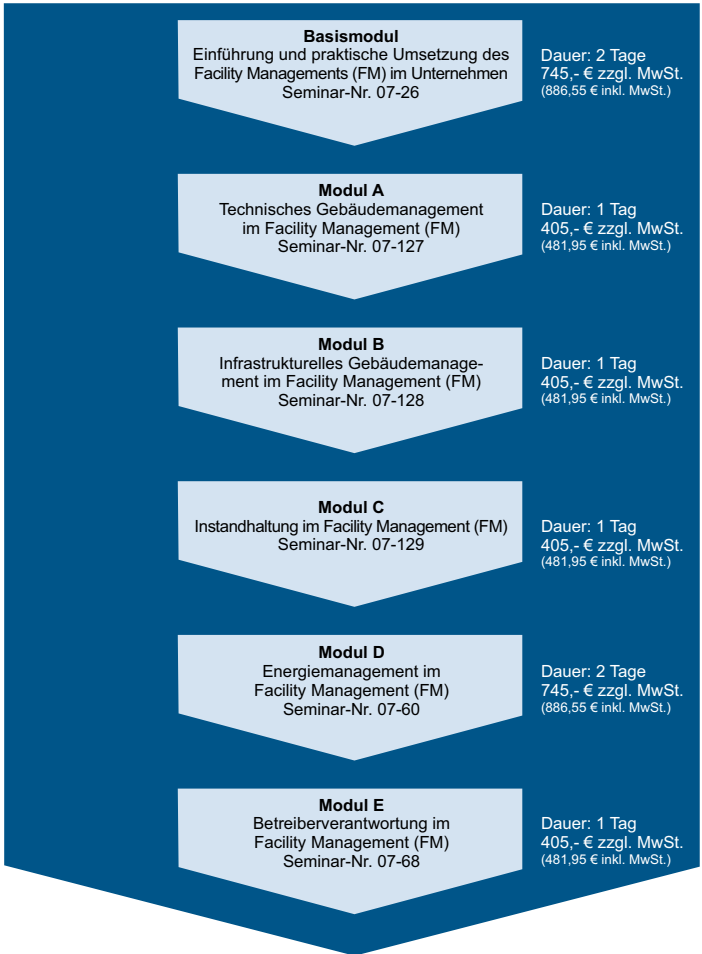 Basismodul
Einführung und praktische Umsetzung des
Facility Managements (FM) im Unternehmen
Seminar-Nr. 07-26
Dauer: 2 Tage
745,- € zzgl. MwSt.
(886,55 € inkl. MwSt.)
Modul A
Technisches Gebäudemanagement
im Facility Management (FM)
Seminar-Nr. 07-127
Dauer: 1 Tag
405,- € zzgl. MwSt.
(481,95 € inkl. MwSt.)
Modul B
Infrastrukturelles Gebäudemanage-
ment im Facility Management (FM)
Seminar-Nr. 07-128
Dauer: 1 Tag
405,- € zzgl. MwSt.
(481,95 € inkl. MwSt.)
Modul C
Instandhaltung im Facility Management (FM)
Seminar-Nr. 07-129
Dauer: 1 Tag
405,- € zzgl. MwSt.
(481,95 € inkl. MwSt.)
Modul D
Energiemanagement im
Facility Management (FM)
Seminar-Nr. 07-60
Dauer: 2 Tage
745,- € zzgl. MwSt.
(886,55 € inkl. MwSt.)
Modul E
Betreiberverantwortung im
Facility Management (FM)
Seminar-Nr. 07-68
Dauer: 1 Tag
405,- € zzgl. MwSt.
(481,95 € inkl. MwSt.)